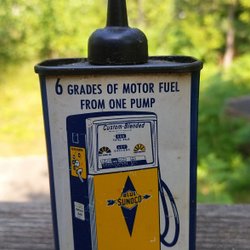 6 GRADES OF MOTOR FUEL
FROM ONE PUMP
Custom-Blended
BLUE
SUNOCO